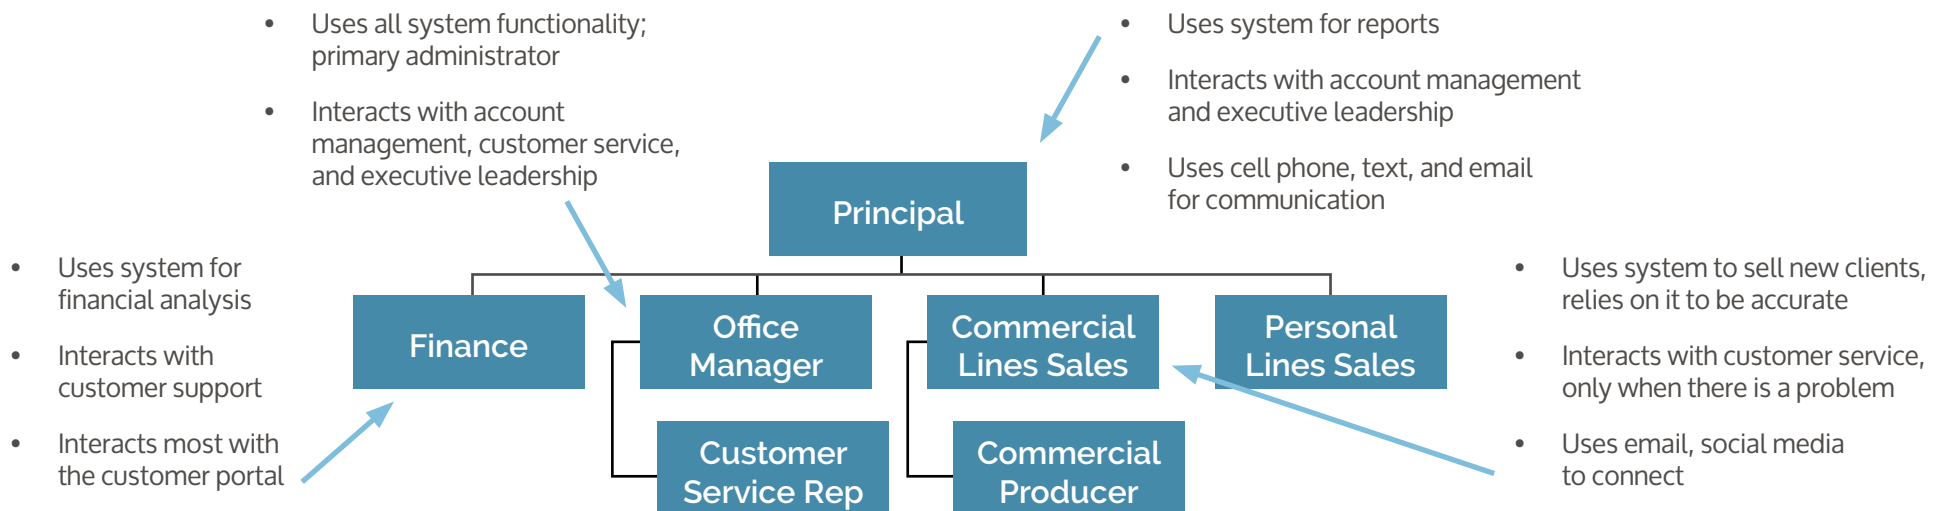 • Uses all system functionality;
primary administrator
• Interacts with account
management, customer service,
and executive leadership
• Uses system for reports
• Interacts with account management
and executive leadership
• Uses cell phone, text, and email
for communication
Principal
• Uses system for
financial analysis
• Interacts with
customer support
• Interacts most with
the customer portal
Finance
Office
Manager
Commercial
Lines Sales
Personal
Lines Sales
• Uses system to sell new clients,
relies on it to be accurate
• Interacts with customer service,
only when there is a problem
• Uses email, social media
to connect
Customer
Service Rep
Commercial
Producer